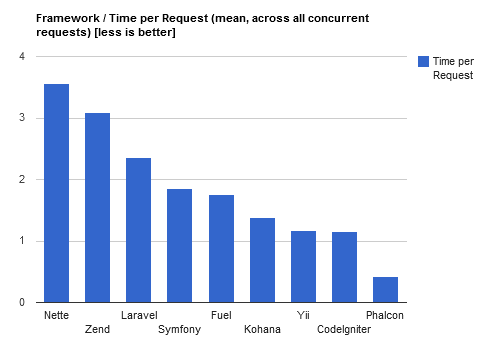 Framework / Time per Request (mean, across all concurrent
requests) [less is better]
4
3
2
1
0
Time per
Request
Nette
Zend
Laravel
Symfony
Fuel
Kohana
Yii
CodeIgniter
Phalcon